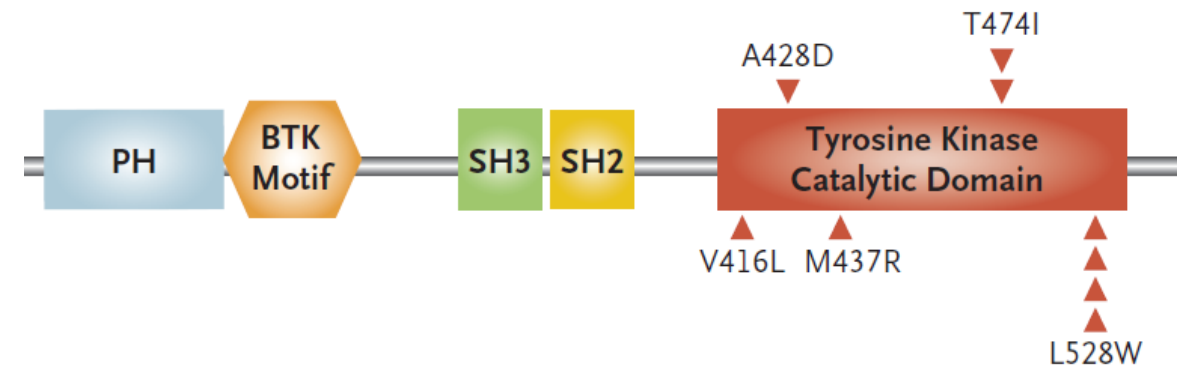 T474I
A428D
PH
BTK
Motif
SH3
SH2
Tyrosine Kinase
Catalytic Domain
V416L
M437R
L528W